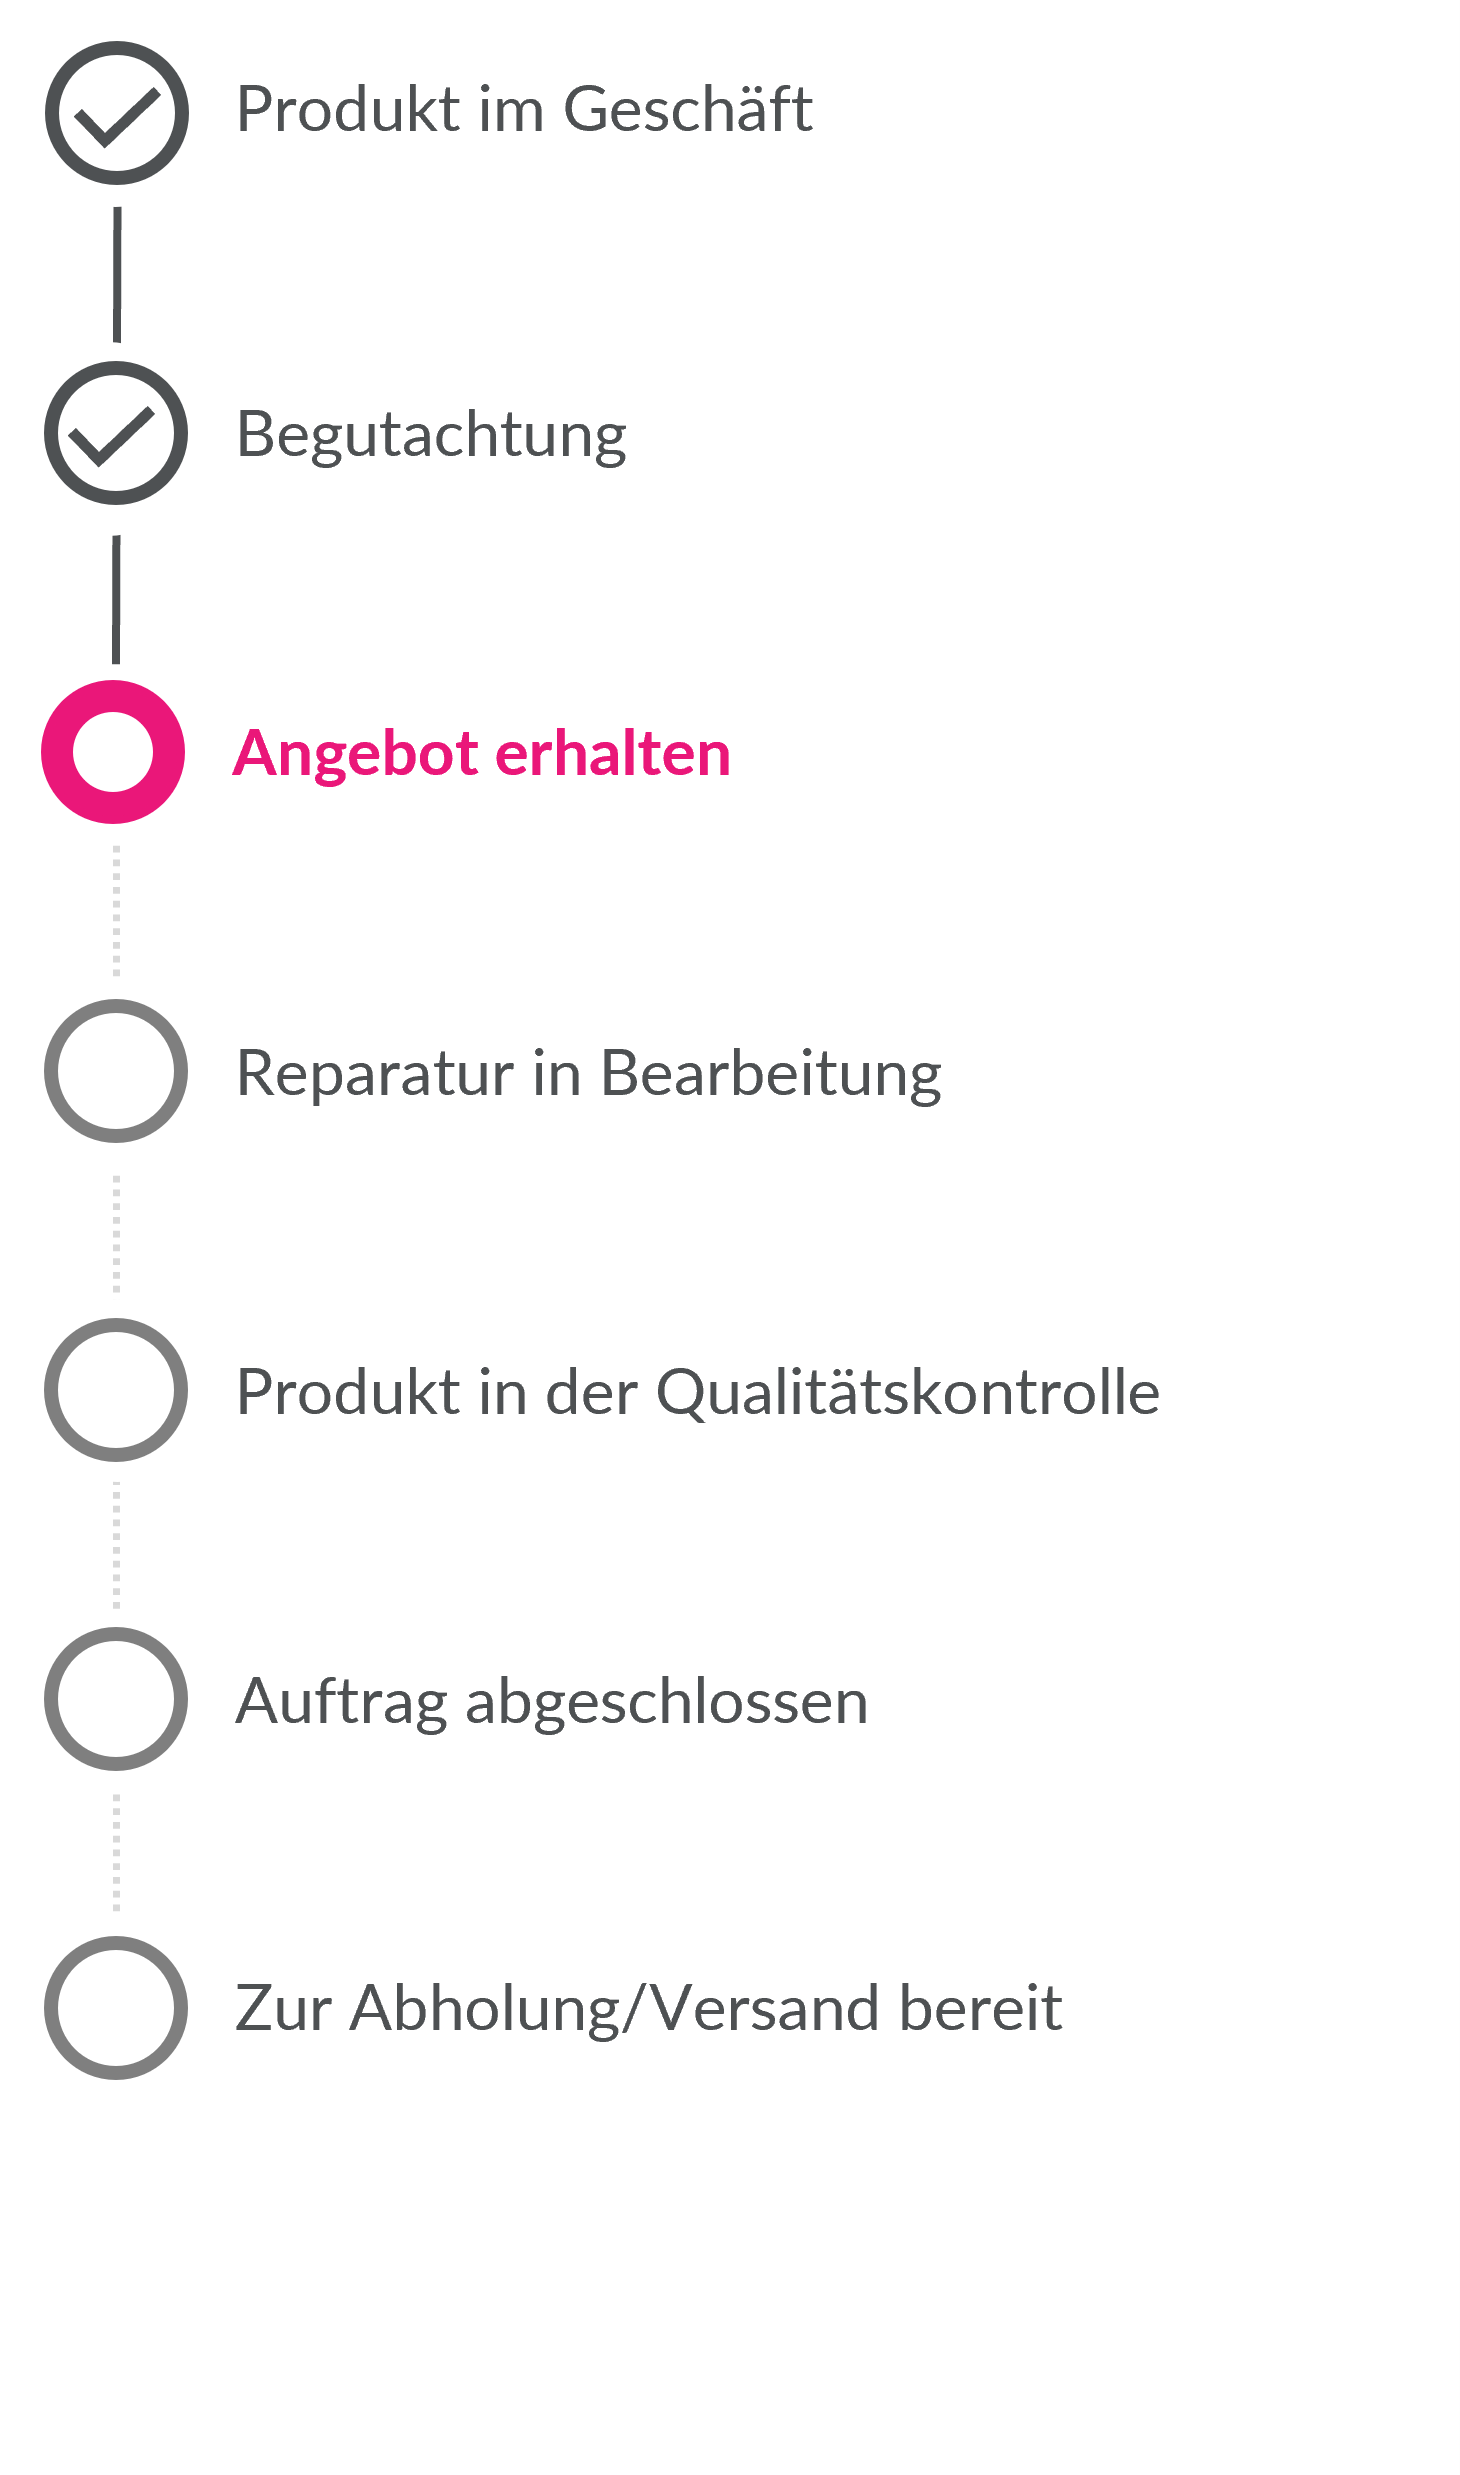 Produkt im Geschäft
Begutachtung
Angebot erhalten
Reparatur in Bearbeitung
Produkt in der Qualitätskontrolle
Auftrag abgeschlossen
Zur Abholung/Versand bereit